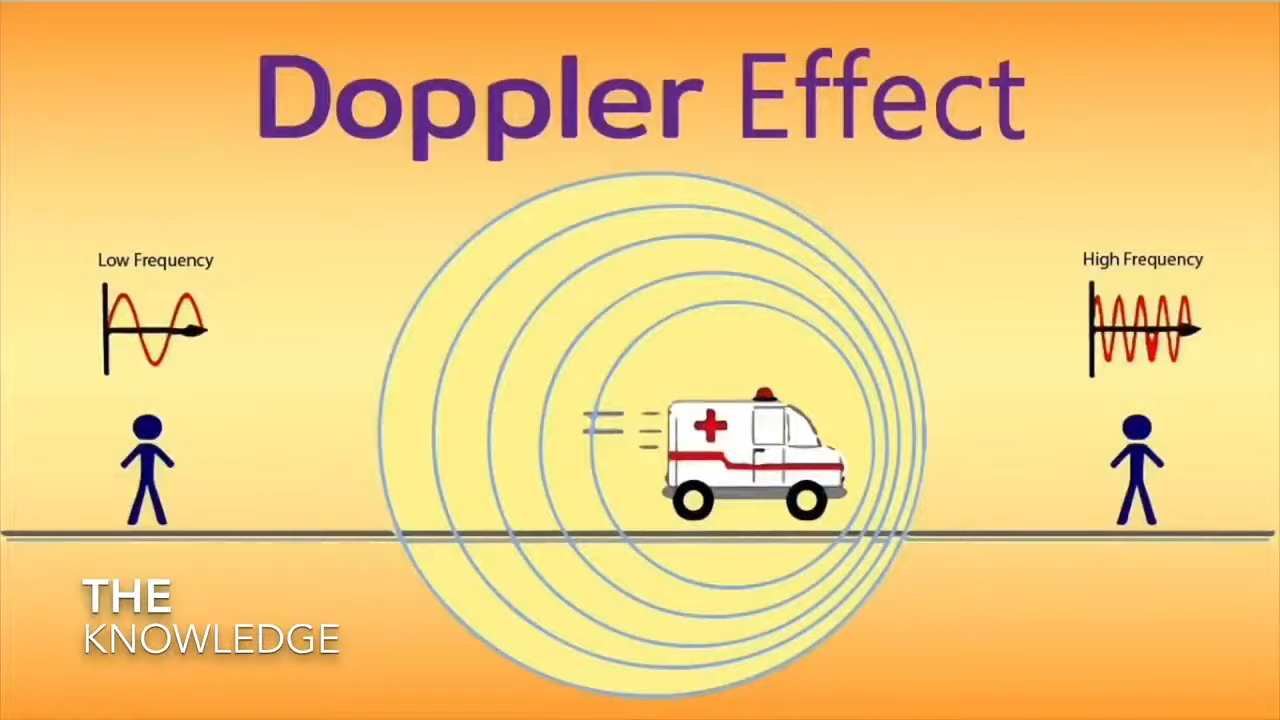 Doppler Effect
Low Frequency
High Frequency
THE
KNOWLEDGE